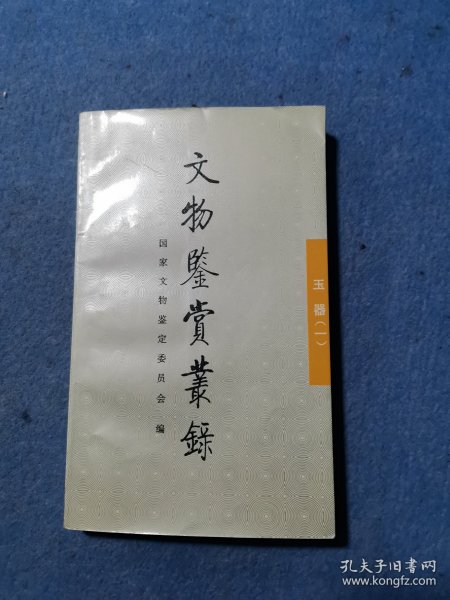 文物鑒賞叢錄
国家文物鉴定委员会 编
玉器(一)
孔夫子旧书网
www.kongfz.com